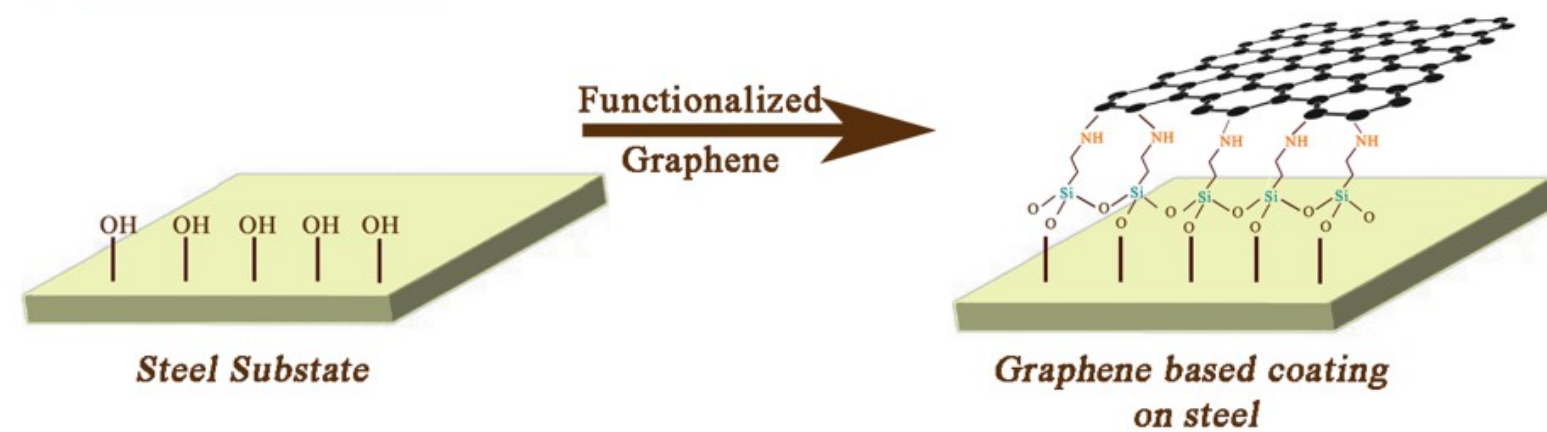 Functionalized
Graphene
NH NH NH NH NH
Si Si Si Si Si
O O O O O O
O O O O O
OH OH OH OH OH
Steel Substate
Graphene based coating
on steel